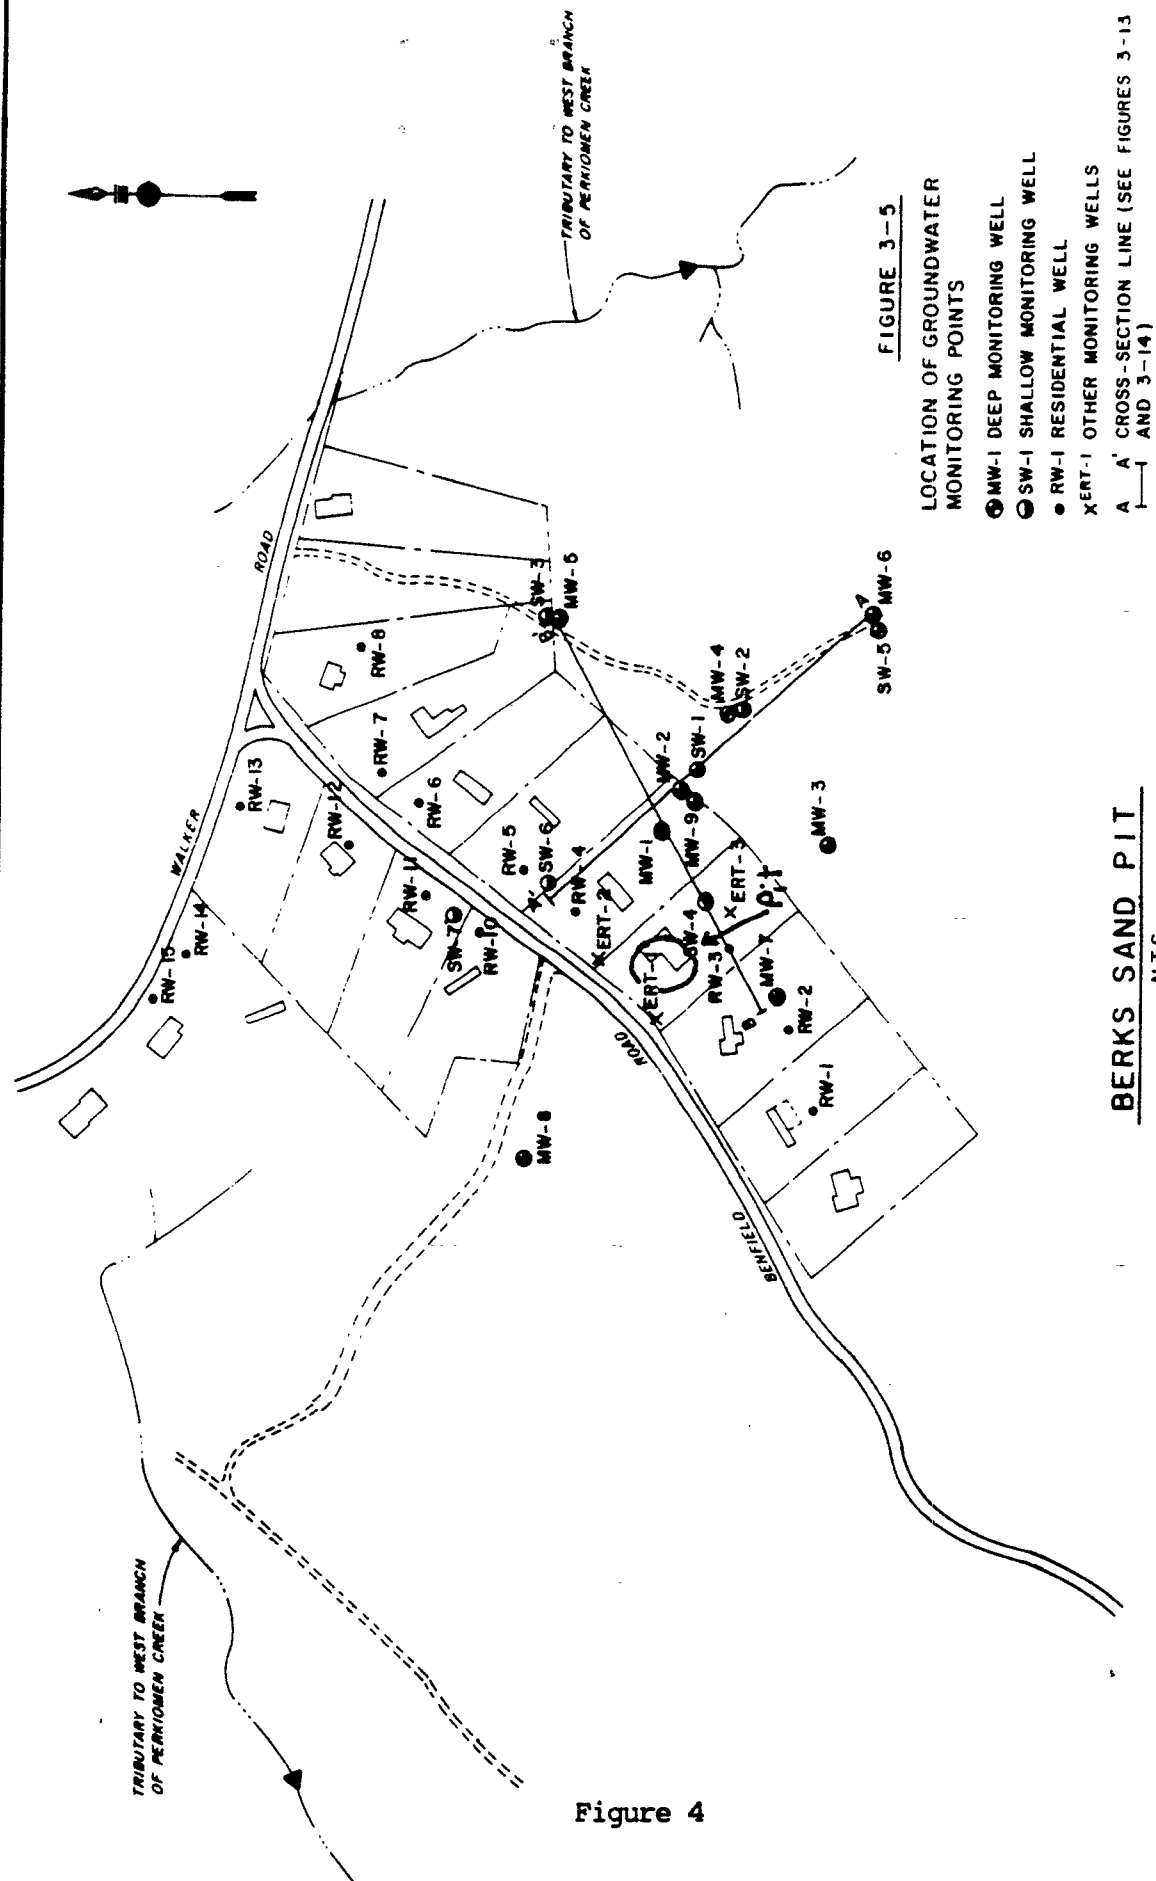 TRIBUTARY TO WEST BRANCH
OF PERKIOMEN CREEK
TRIBUTARY TO WEST BRANCH
OF PERKIOMEN CREEK
WALKER
ROAD
BENFIELD
ROAD
RW-15
RW-14
RW-13
RW-12
RW-11
RW-10
SW-7
RW-8
RW-7
RW-6
RW-5
SW-6
A'
RW-4
ERT-2
ERT-1
SW-3
B'
MW-5
MW-4
SW-2
MW-2
SW-1
MW-1
MW-9
ERT-3
SW-4
Pit
RW-3
MW-7
B
RW-2
RW-1
MW-3
MW-8
A
MW-6
SW-5
FIGURE 3-5
LOCATION OF GROUNDWATER
MONITORING POINTS
MW-1 DEEP MONITORING WELL
SW-1 SHALLOW MONITORING WELL
• RW-1 RESIDENTIAL WELL
X ERT-1 OTHER MONITORING WELLS
A A' CROSS-SECTION LINE (SEE FIGURES 3-13
AND 3-14)
BERKS SAND PIT
Figure 4